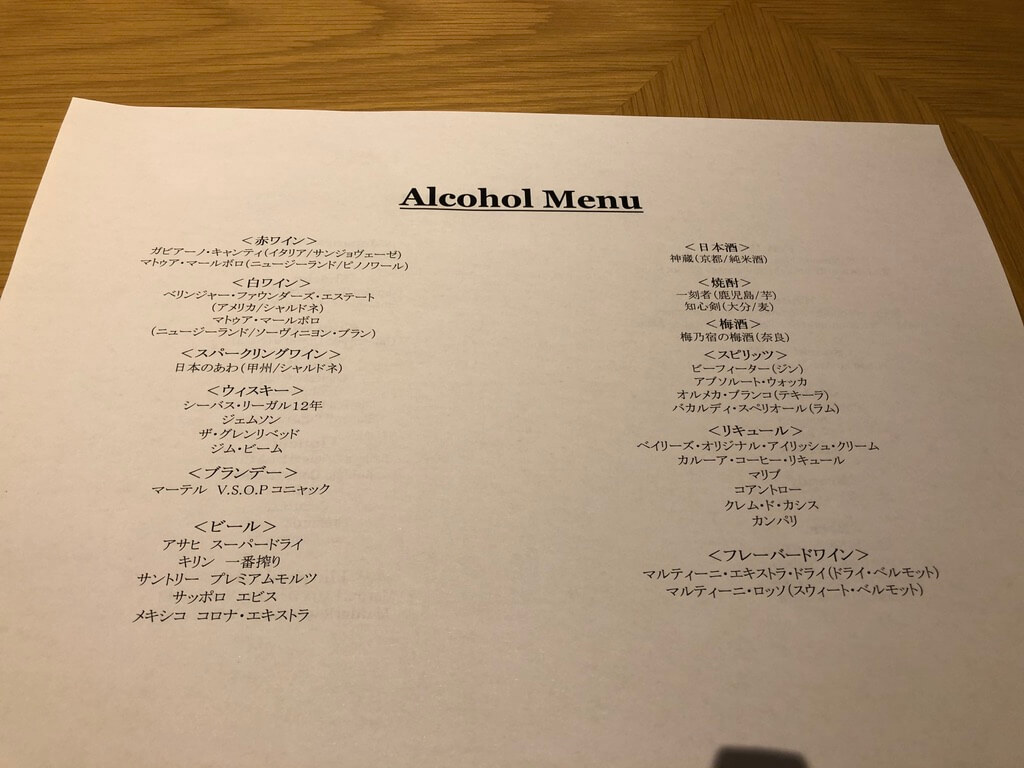 Alcohol Menu
＜赤ワイン＞
ガビアーノ・キャンティ(イタリア/サンジョヴェーゼ)
マトゥア・マールボロ(ニュージーランド/ピノノワール)
＜白ワイン＞
ベリンジャー・ファウンダーズ・エステート
(アメリカ/シャルドネ)
マトゥア・マールボロ
(ニュージーランド/ソーヴィニヨン・ブラン)
＜スパークリングワイン＞
日本のあわ(甲州/シャルドネ)
＜ウィスキー＞
シーバス・リーガル12年
ジェムソン
ザ・グレンリベッド
ジム・ビーム
＜ブランデー＞
マーテル V.S.O.Pコニャック
＜ビール＞
アサヒ スーパードライ
キリン 一番搾り
サントリー プレミアムモルツ
サッポロ エビス
メキシコ コロナ・エキストラ
＜日本酒＞
神蔵(京都/純米酒)
＜焼酎＞
一刻者(鹿児島/芋)
知心剣(大分/麦)
＜梅酒＞
梅乃宿の梅酒(奈良)
＜スピリッツ＞
ビーフィーター(ジン)
アブソルート・ウォッカ
オルメカ・ブランコ(テキーラ)
バカルディ・スペリオール(ラム)
＜リキュール＞
ベイリーズ・オリジナル・アイリッシュ・クリーム
カルーア・コーヒー・リキュール
マリブ
コアントロー
クレム・ド・カシス
カンパリ
＜フレーバードワイン＞
マルティーニ・エキストラ・ドライ(ドライ・ベルモット)
マルティーニ・ロッソ(スウィート・ベルモット)